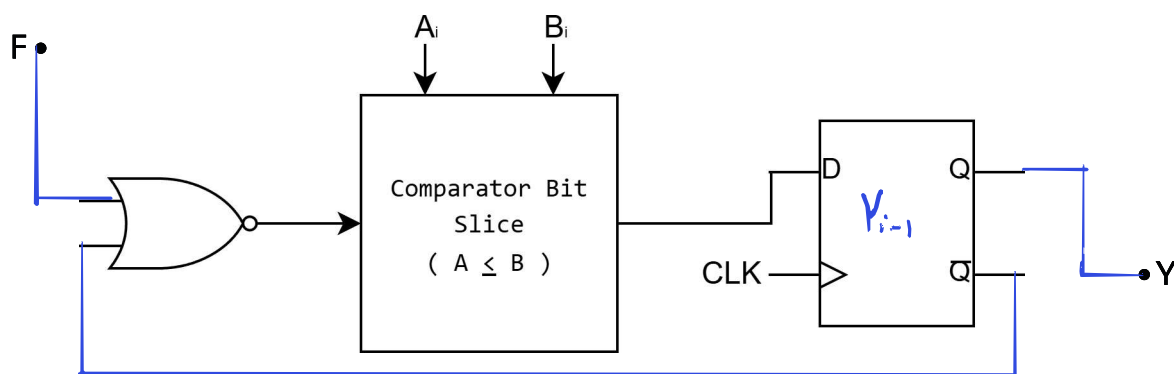 F
Aᵢ
Bᵢ
Comparator Bit
Slice
( A ≤ B )
D
Q
Yᵢ₋₁
CLK
Q̅
Y